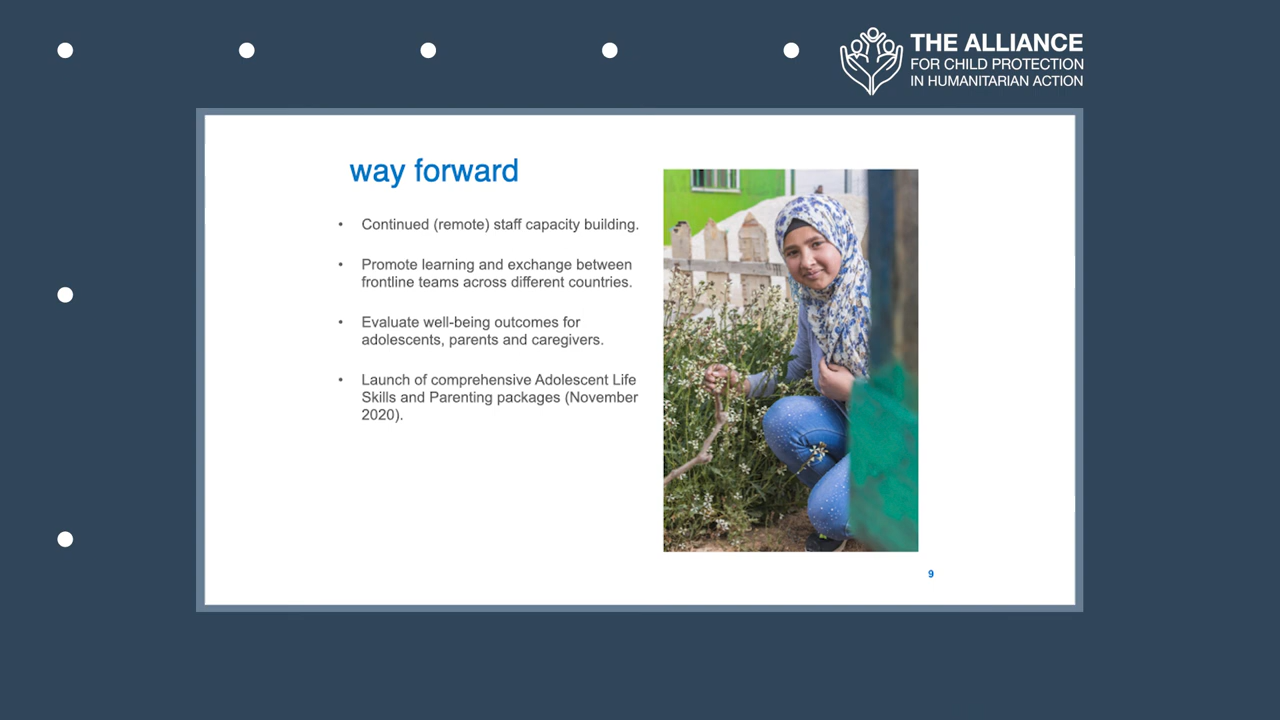 THE ALLIANCE
FOR CHILD PROTECTION
IN HUMANITARIAN ACTION
way forward
• Continued (remote) staff capacity building.
• Promote learning and exchange between
frontline teams across different countries.
• Evaluate well-being outcomes for
adolescents, parents and caregivers.
• Launch of comprehensive Adolescent Life
Skills and Parenting packages (November
2020).
9